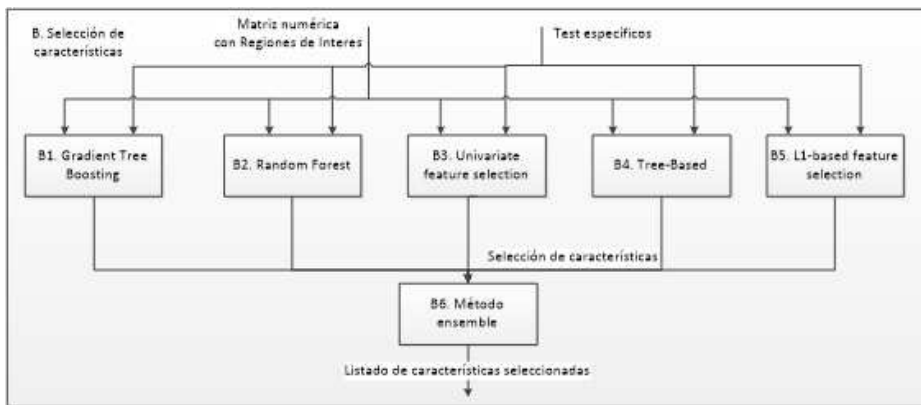 B. Selección de
características
Matriz numérica
con Regiones de Interes
Test específicos
B1. Gradient Tree
Boosting
B2. Random Forest
B3. Univariate
feature selection
B4. Tree-Based
B5. L1-based feature
selection
Selección de características
B6. Método
ensemble
Listado de características seleccionadas